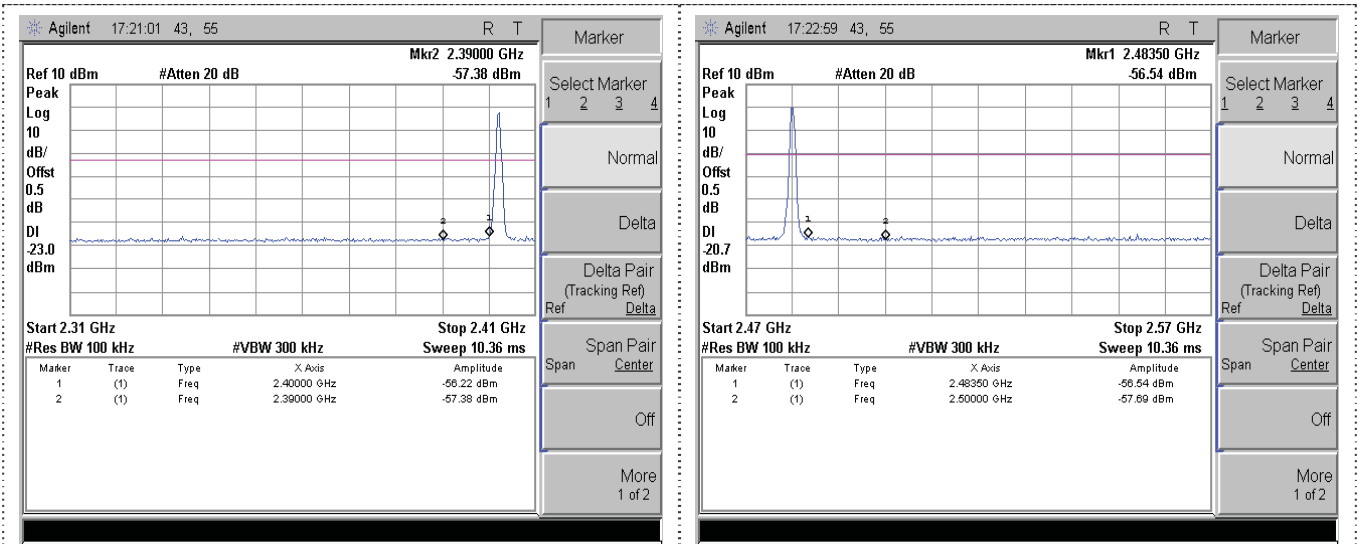 Agilent 17:21:01 43, 55 R T
Mkr2 2.39000 GHz
Ref 10 dBm #Atten 20 dB -57.38 dBm
Peak
Log
10
dB/
Offst
0.5
dB
DI
-23.0
dBm
2 1
Start 2.31 GHz Stop 2.41 GHz
#Res BW 100 kHz #VBW 300 kHz Sweep 10.36 ms
Marker Trace Type X Axis Amplitude
1 (1) Freq 2.40000 GHz -56.22 dBm
2 (1) Freq 2.39000 GHz -57.38 dBm
Marker
Select Marker
1 2 3 4
Normal
Delta
Delta Pair
(Tracking Ref)
Ref Delta
Span Pair
Span Center
Off
More
1 of 2
Agilent 17:22:59 43, 55 R T
Mkr1 2.48350 GHz
Ref 10 dBm #Atten 20 dB -56.54 dBm
Peak
Log
10
dB/
Offst
0.5
dB
DI
-20.7
dBm
1 2
Start 2.47 GHz Stop 2.57 GHz
#Res BW 100 kHz #VBW 300 kHz Sweep 10.36 ms
Marker Trace Type X Axis Amplitude
1 (1) Freq 2.48350 GHz -56.54 dBm
2 (1) Freq 2.50000 GHz -57.69 dBm
Marker
Select Marker
1 2 3 4
Normal
Delta
Delta Pair
(Tracking Ref)
Ref Delta
Span Pair
Span Center
Off
More
1 of 2